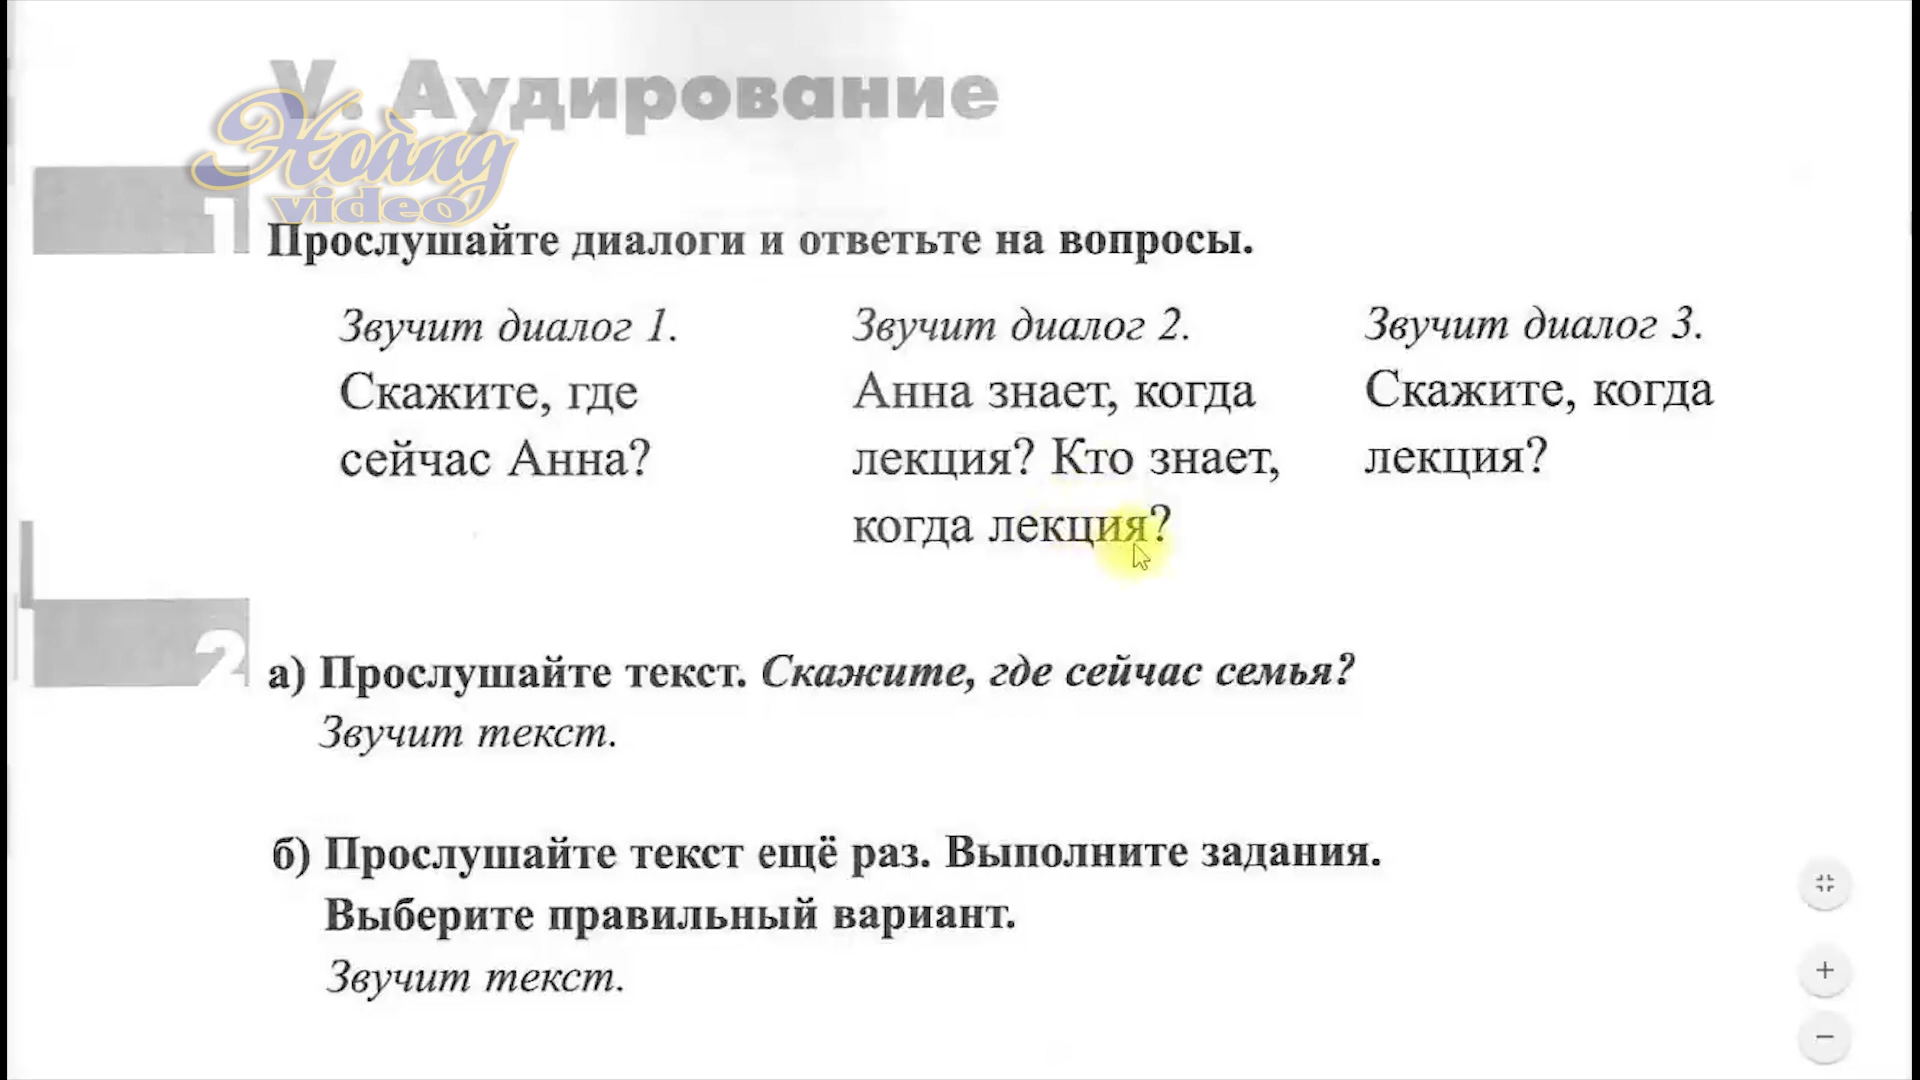 V. Аудирование
Hoàng
video
1
Прослушайте диалоги и ответьте на вопросы.
Звучит диалог 1.
Скажите, где
сейчас Анна?
Звучит диалог 2.
Анна знает, когда
лекция? Кто знает,
когда лекция?
Звучит диалог 3.
Скажите, когда
лекция?
2
а) Прослушайте текст. Скажите, где сейчас семья?
Звучит текст.
б) Прослушайте текст ещё раз. Выполните задания.
Выберите правильный вариант.
Звучит текст.